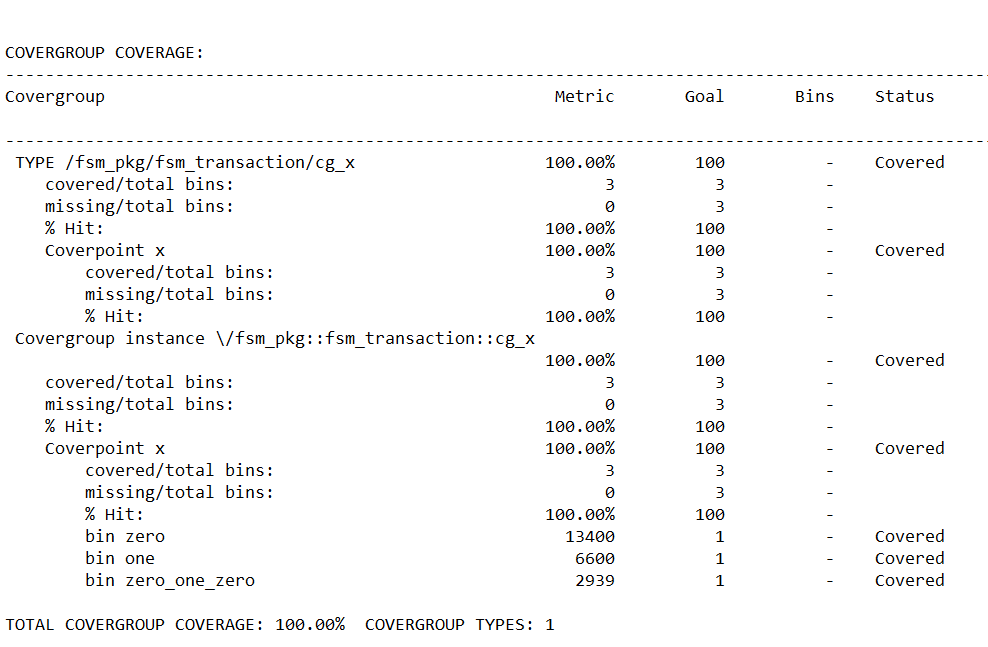 COVERGROUP COVERAGE:
----------------------------------------------------------------------------------------------------
Covergroup                                             Metric       Goal       Bins    Status

----------------------------------------------------------------------------------------------------
 TYPE /fsm_pkg/fsm_transaction/cg_x                   100.00%        100          -    Covered
    covered/total bins:                                     3          3          -
    missing/total bins:                                     0          3          -
    % Hit:                                            100.00%        100          -
    Coverpoint x                                      100.00%        100          -    Covered
        covered/total bins:                                 3          3          -
        missing/total bins:                                 0          3          -
        % Hit:                                        100.00%        100          -
 Covergroup instance \/fsm_pkg::fsm_transaction::cg_x
                                                      100.00%        100          -    Covered
    covered/total bins:                                     3          3          -
    missing/total bins:                                     0          3          -
    % Hit:                                            100.00%        100          -
    Coverpoint x                                      100.00%        100          -    Covered
        covered/total bins:                                 3          3          -
        missing/total bins:                                 0          3          -
        % Hit:                                        100.00%        100          -
        bin zero                                        13400          1          -    Covered
        bin one                                          6600          1          -    Covered
        bin zero_one_zero                                2939          1          -    Covered

TOTAL COVERGROUP COVERAGE: 100.00%  COVERGROUP TYPES: 1